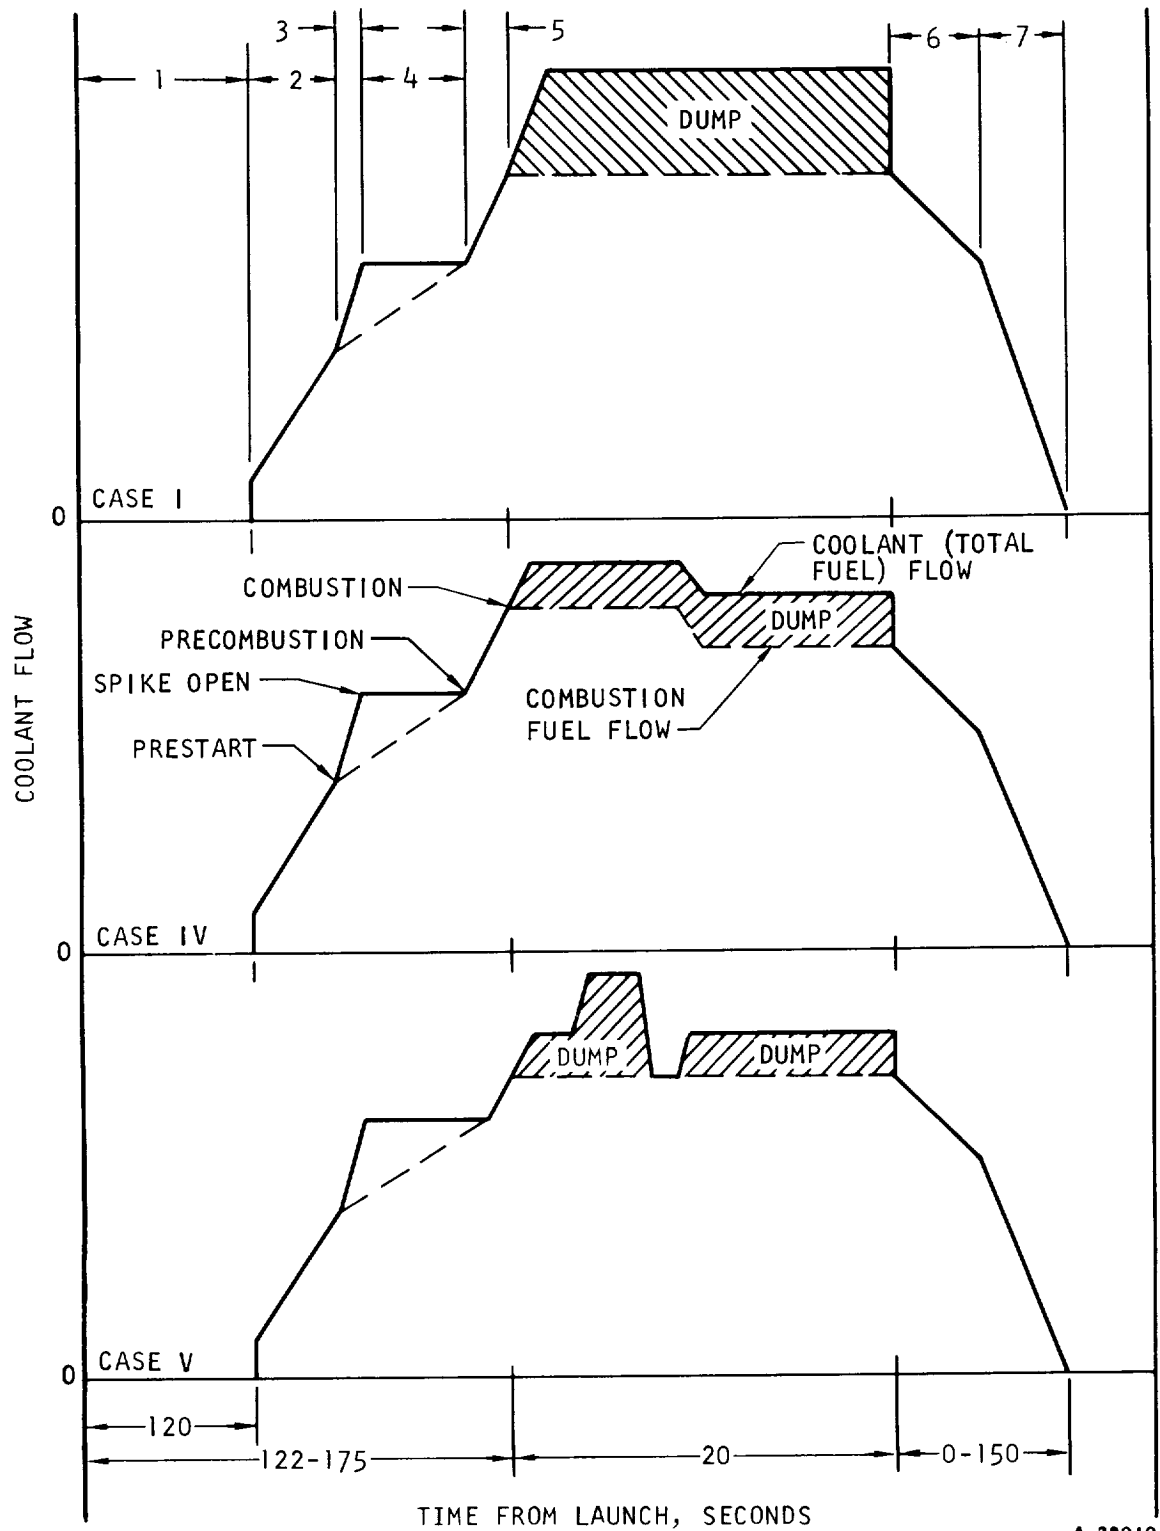 3
5
6
7
1
2
4
DUMP
CASE I
0
COOLANT (TOTAL
FUEL) FLOW
COMBUSTION
DUMP
PRECOMBUSTION
SPIKE OPEN
COMBUSTION
FUEL FLOW
PRESTART
COOLANT FLOW
CASE IV
0
DUMP
DUMP
CASE V
0
120
122-175
20
0-150
TIME FROM LAUNCH, SECONDS